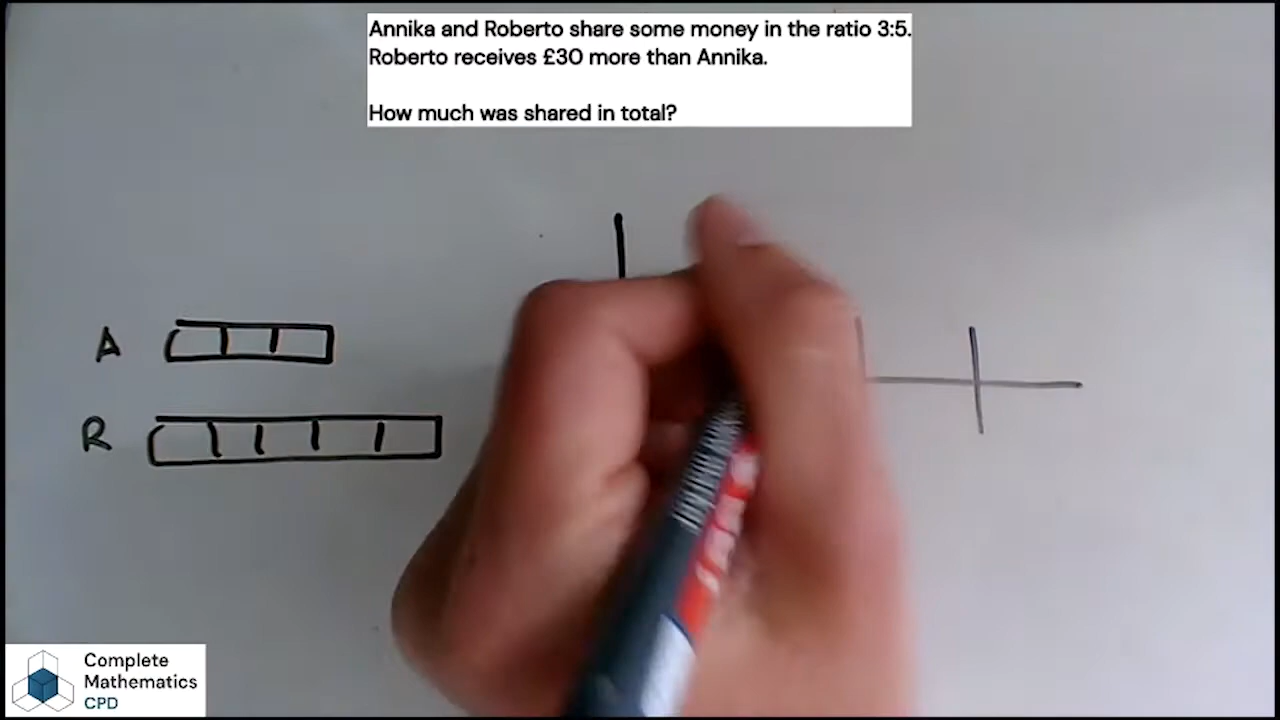 Annika and Roberto share some money in the ratio 3:5.
Roberto receives £30 more than Annika.
How much was shared in total?
A
R
Complete
Mathematics
CPD